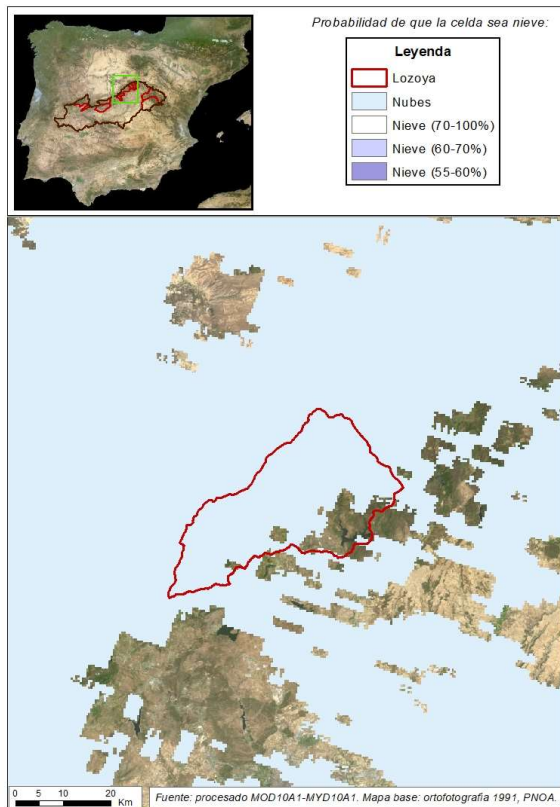 Probabilidad de que la celda sea nieve:
Leyenda
Lozoya
Nubes
Nieve (70-100%)
Nieve (60-70%)
Nieve (55-60%)
0 5 10 20
Km
Fuente: procesado MOD10A1-MYD10A1. Mapa base: ortofotografia 1991, PNOA